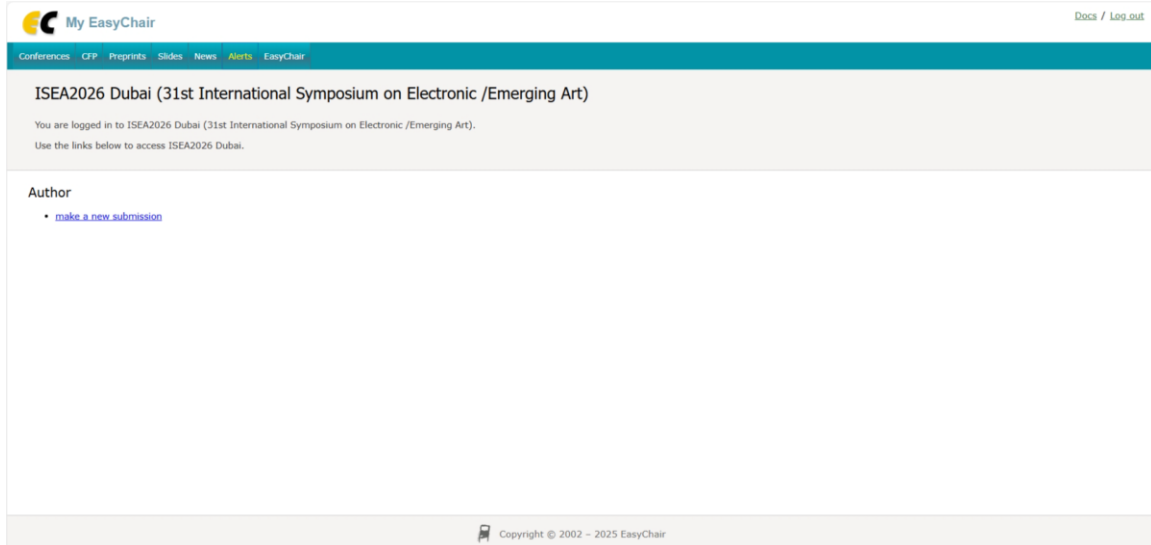 EC My EasyChair
Docs / Log out
Conferences CFP Preprints Slides News Alerts EasyChair
ISEA2026 Dubai (31st International Symposium on Electronic /Emerging Art)
You are logged in to ISEA2026 Dubai (31st International Symposium on Electronic /Emerging Art).
Use the links below to access ISEA2026 Dubai.
Author
• make a new submission
Copyright © 2002 – 2025 EasyChair